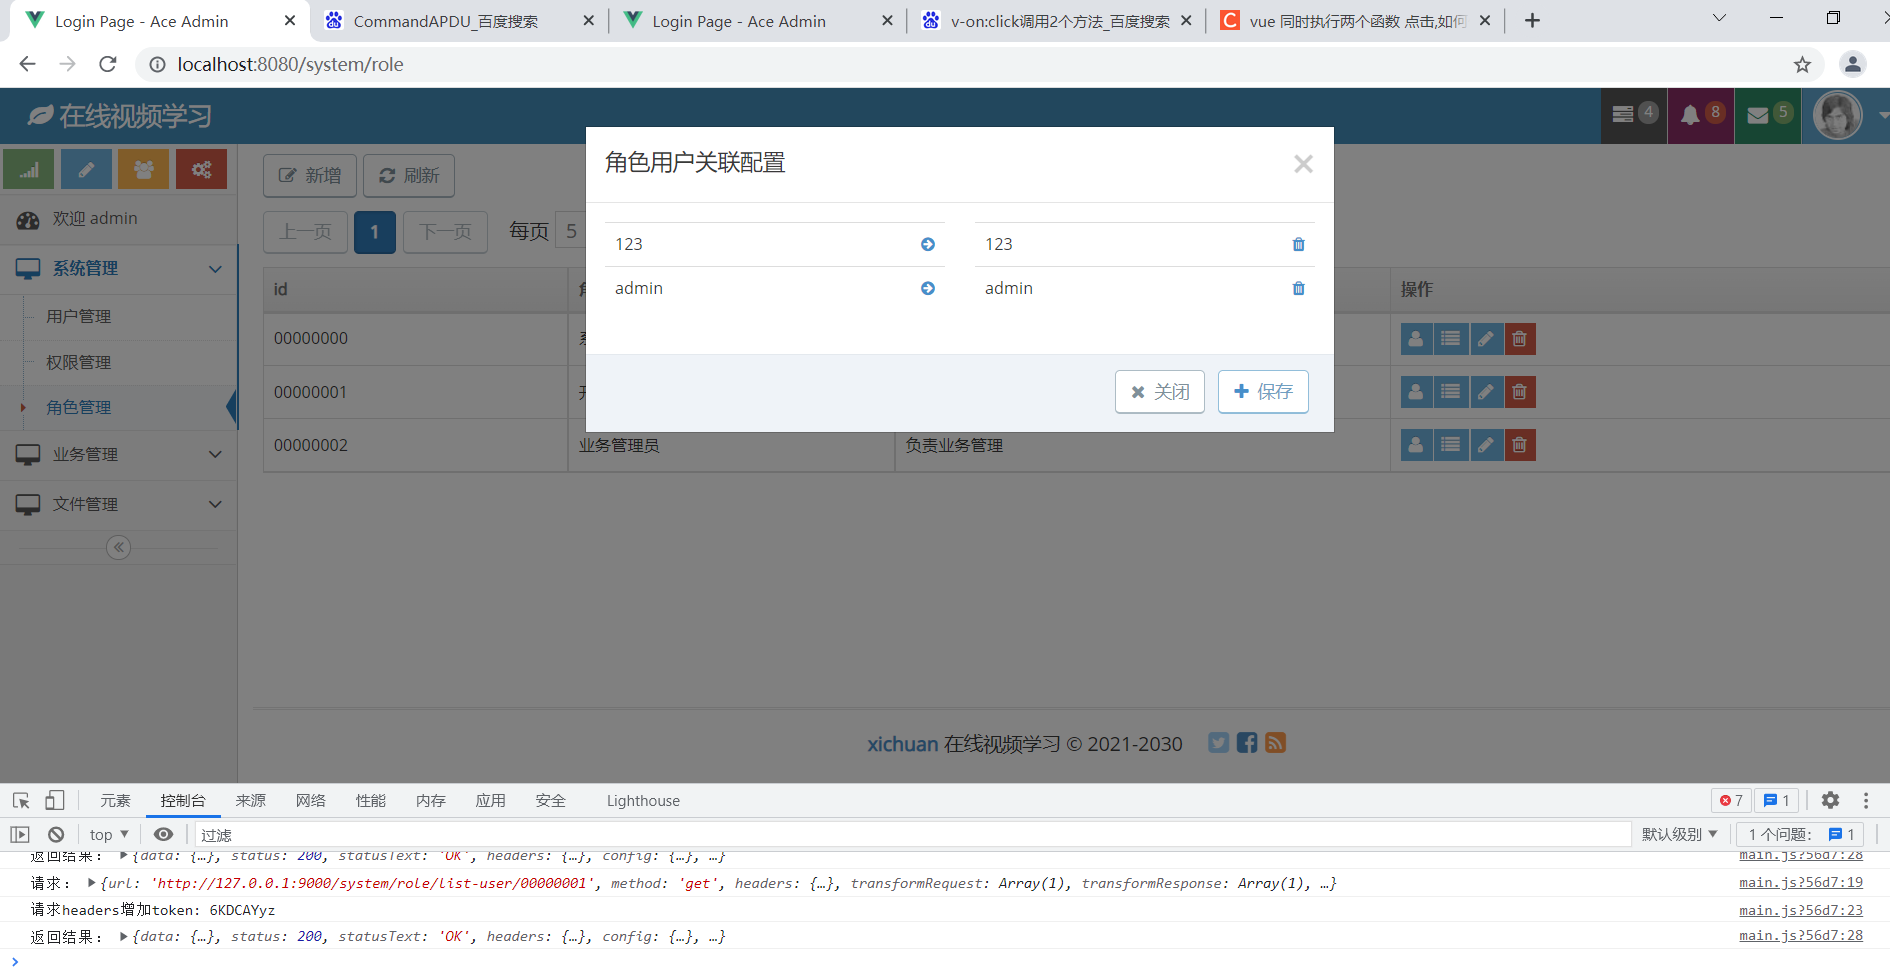 Login Page - Ace Admin
CommandAPDU_百度搜索
Login Page - Ace Admin
v-on:click调用2个方法_百度搜索
vue 同时执行两个函数 点击,如何
localhost:8080/system/role
在线视频学习
4
8
5
新增
刷新
欢迎 admin
系统管理
用户管理
权限管理
角色管理
业务管理
文件管理
上一页
1
下一页
每页
5
id
操作
00000000
00000001
00000002
业务管理员
负责业务管理
角色用户关联配置
123
123
admin
admin
关闭
保存
xichuan 在线视频学习 © 2021-2030
元素
控制台
来源
网络
性能
内存
应用
安全
Lighthouse
7
1
top
过滤
默认级别
1 个问题：
1
返回结果： {data: {…}, status: 200, statusText: 'OK', headers: {…}, config: {…}, …}
main.js?56d7:28
请求： {url: 'http://127.0.0.1:9000/system/role/list-user/00000001', method: 'get', headers: {…}, transformRequest: Array(1), transformResponse: Array(1), …}
main.js?56d7:19
请求headers增加token: 6KDCAYyz
main.js?56d7:23
返回结果： {data: {…}, status: 200, statusText: 'OK', headers: {…}, config: {…}, …}
main.js?56d7:28